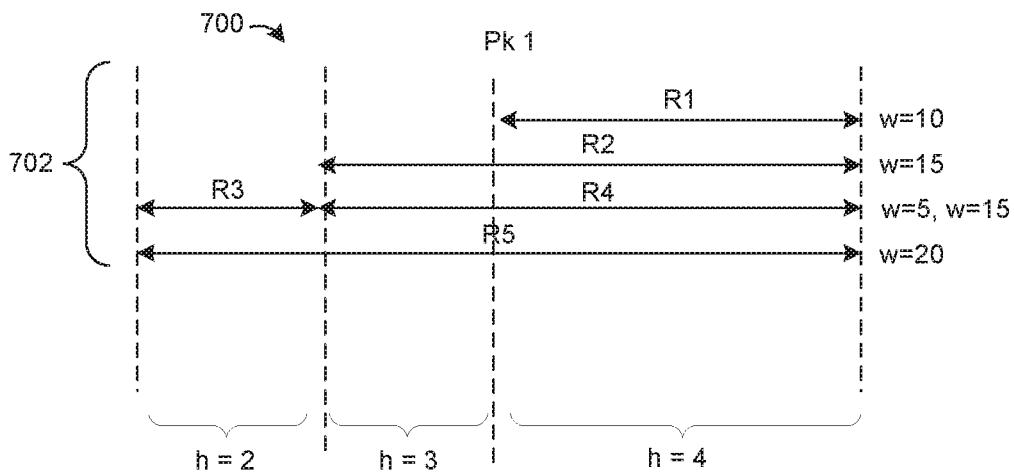 700
Pk 1
R1
w=10
R2
w=15
702
R3
R4
w=5, w=15
R5
w=20
h = 2
h = 3
h = 4